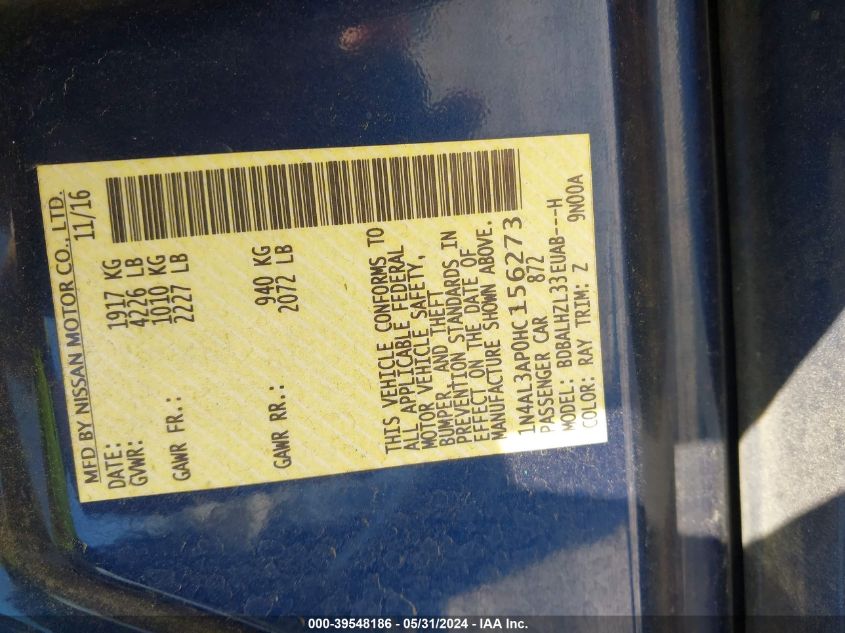 MFD BY NISSAN MOTOR CO., LTD.
DATE: 11/16
GVWR: 1917 KG
4226 LB
GAWR FR.: 1010 KG
2227 LB
GAWR RR.: 940 KG
2072 LB
THIS VEHICLE CONFORMS TO
ALL APPLICABLE FEDERAL
MOTOR VEHICLE SAFETY,
BUMPER AND THEFT
PREVENTION STANDARDS IN
EFFECT ON THE DATE OF
MANUFACTURE SHOWN ABOVE.
1N4AL3AP0HC156273
PASSENGER CAR 872
MODEL: BDBALHZL33EUAB---H
COLOR: RAY TRIM: Z 9N00A
000-39548186 - 05/31/2024 - IAA Inc.